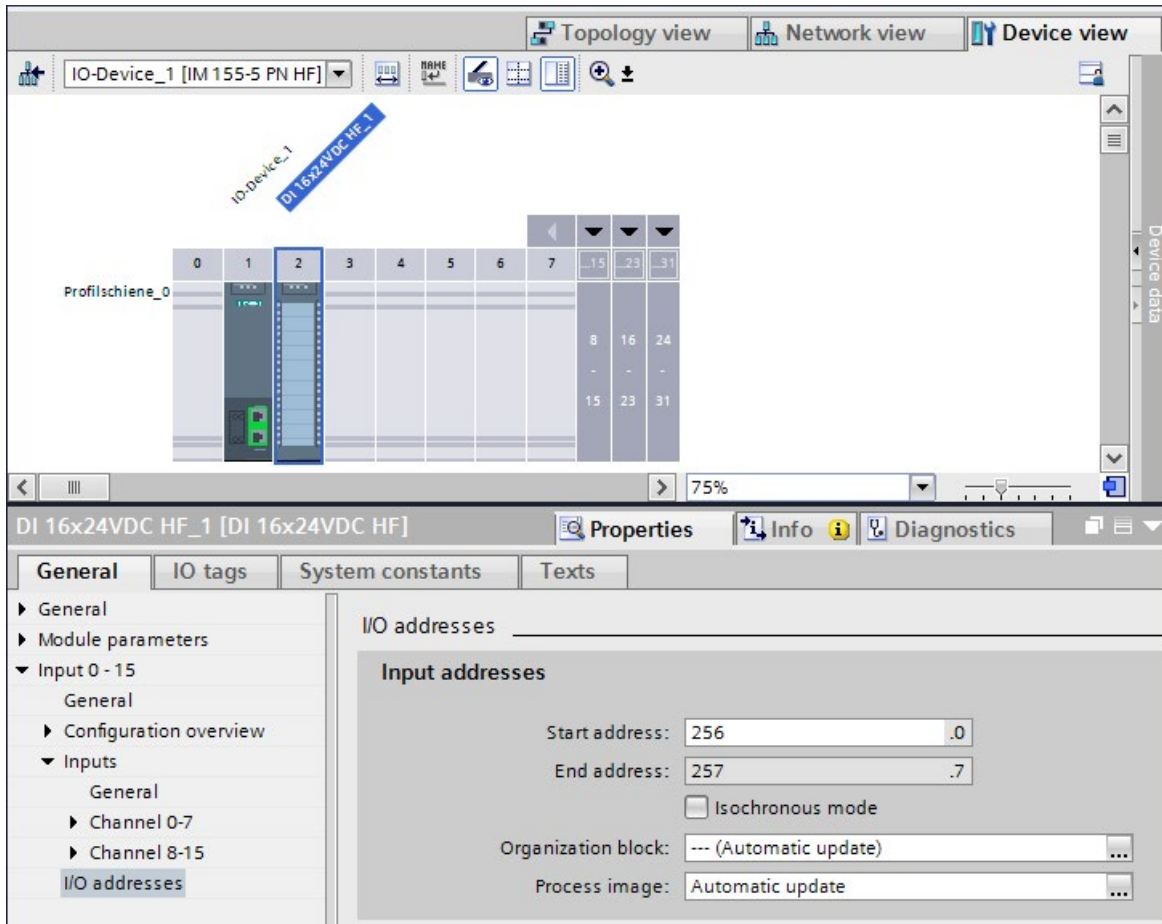 Topology view Network view Device view
IO-Device_1 [IM 155-5 PN HF] NAME
IO-Device_1
DI 16x24VDC HF_1
0 1 2 3 4 5 6 7 ...15 ...23 ...31
Profilschiene_0
8 16 24
- - -
15 23 31
Device data
75%
DI 16x24VDC HF_1 [DI 16x24VDC HF] Properties Info Diagnostics
General IO tags System constants Texts
General
Module parameters
Input 0 - 15
General
Configuration overview
Inputs
General
Channel 0-7
Channel 8-15
I/O addresses
I/O addresses
Input addresses
Start address: 256 .0
End address: 257 .7
Isochronous mode
Organization block: --- (Automatic update) ...
Process image: Automatic update ...